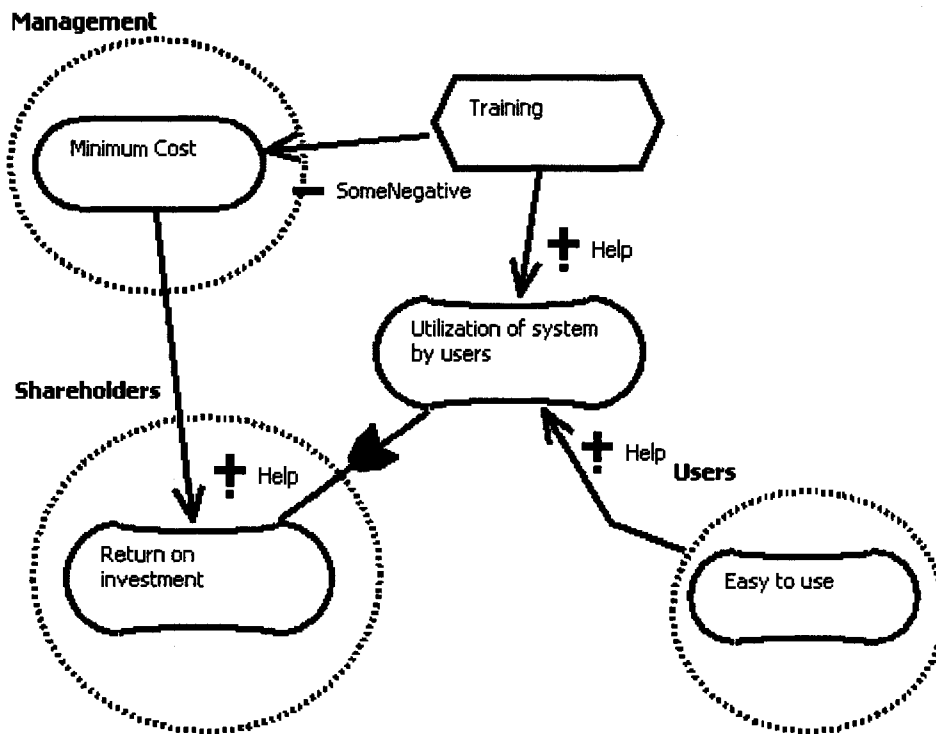 Management
Training
Minimum Cost
SomeNegative
Help
Utilization of system
by users
Shareholders
Help
Help
Users
Return on
investment
Easy to use